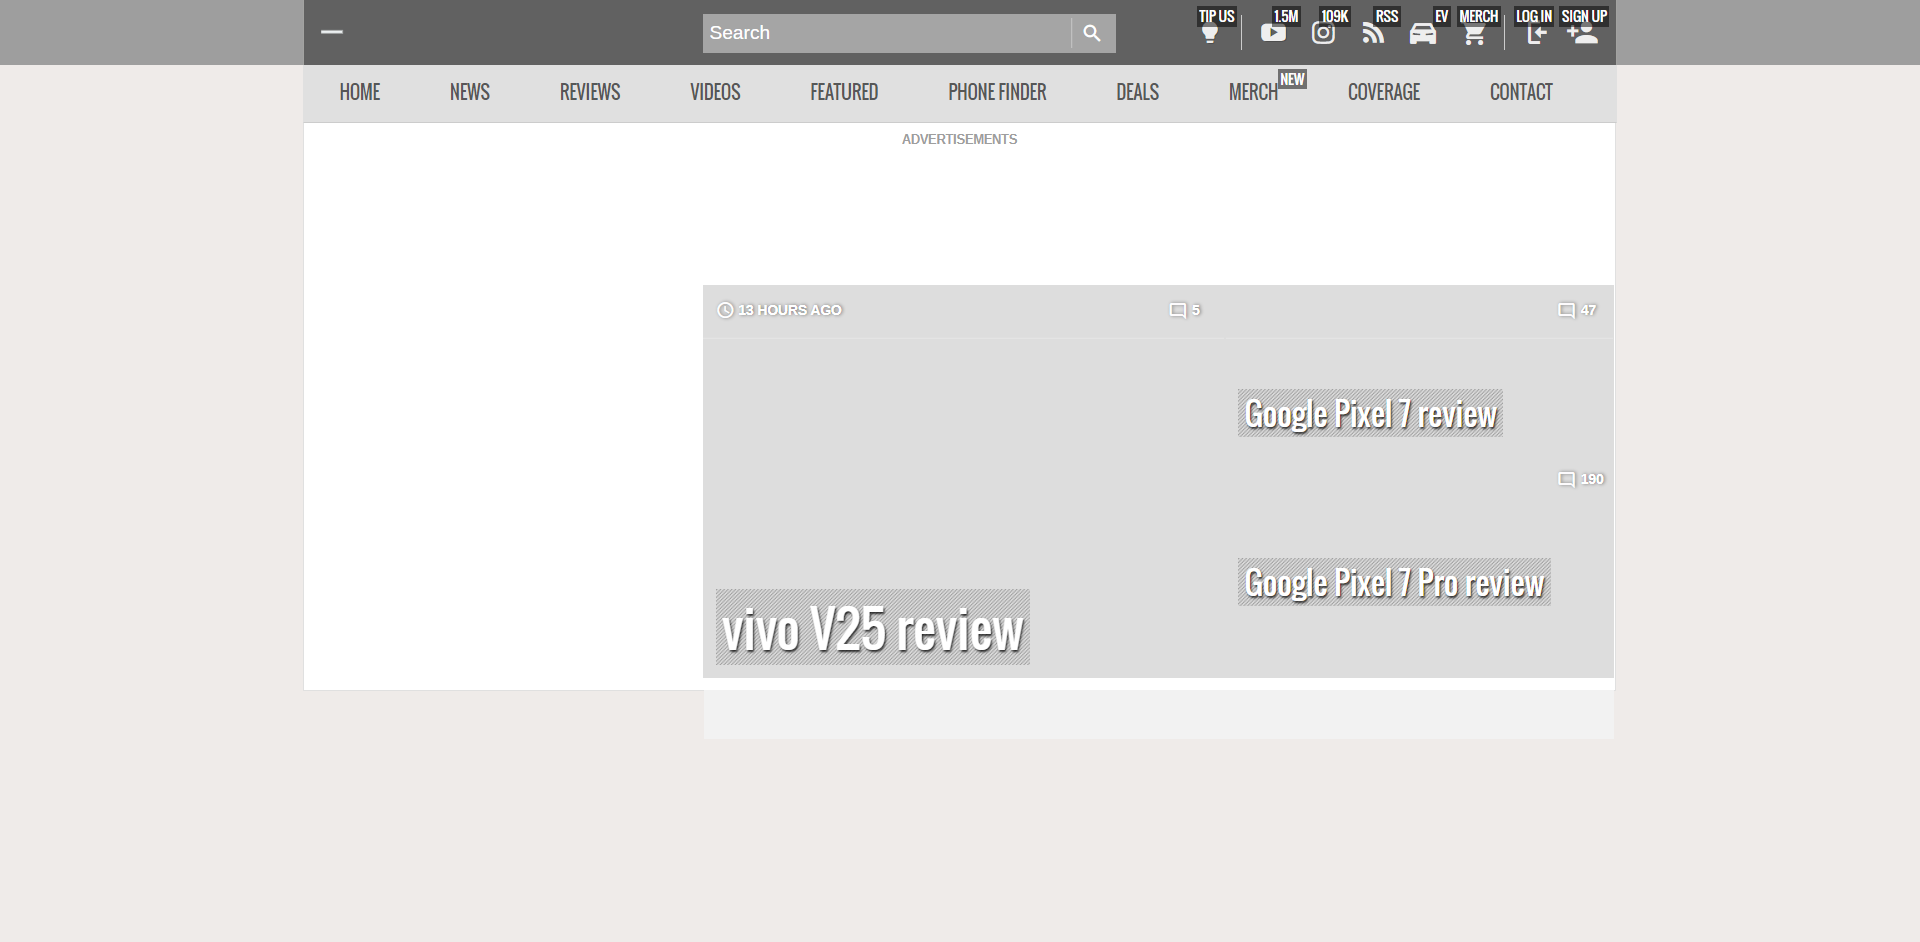 Search
TIP US
1.5M
109K
RSS
EV
MERCH
LOG IN
SIGN UP
HOME
NEWS
REVIEWS
VIDEOS
FEATURED
PHONE FINDER
DEALS
MERCH
NEW
COVERAGE
CONTACT
ADVERTISEMENTS
13 HOURS AGO
5
vivo V25 review
47
Google Pixel 7 review
190
Google Pixel 7 Pro review